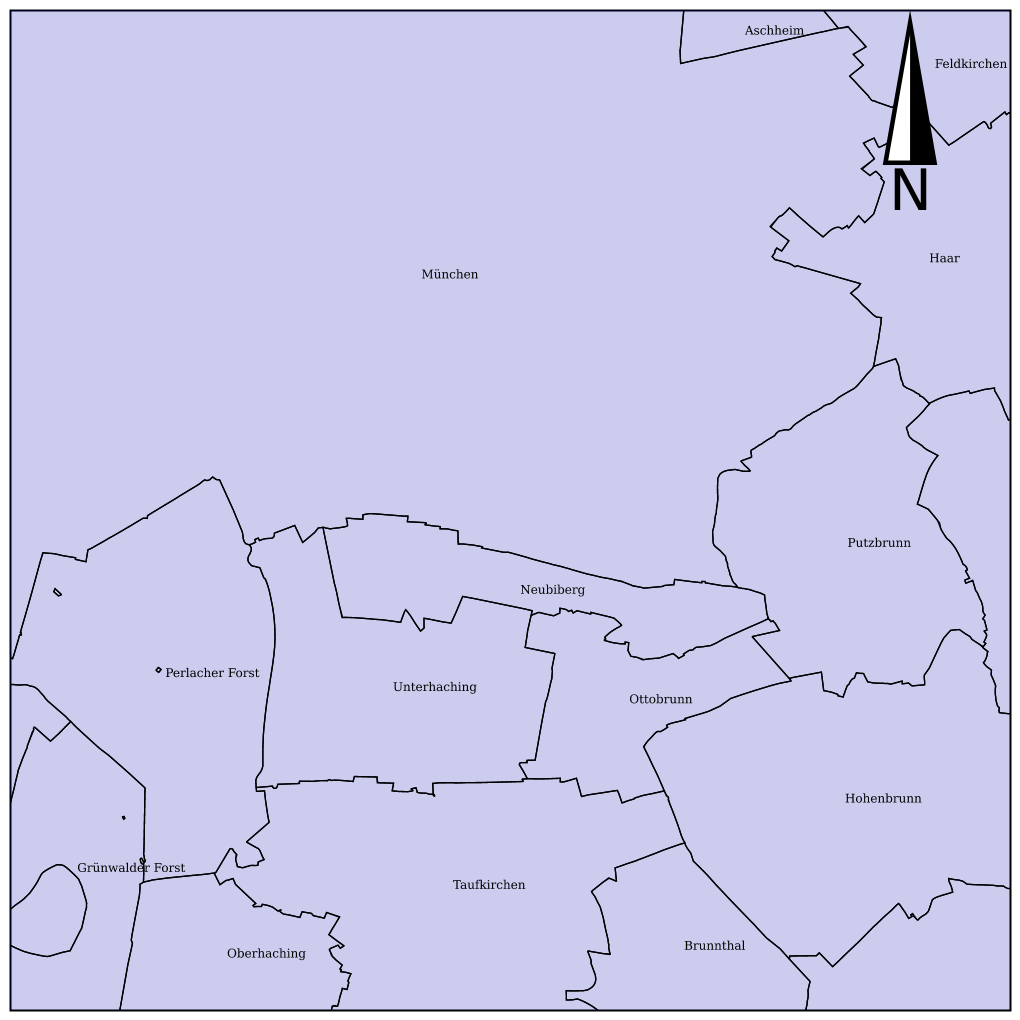 Aschheim
Feldkirchen
N
Haar
München
Putzbrunn
Neubiberg
Perlacher Forst
Unterhaching
Ottobrunn
Hohenbrunn
Grünwalder Forst
Taufkirchen
Brunnthal
Oberhaching